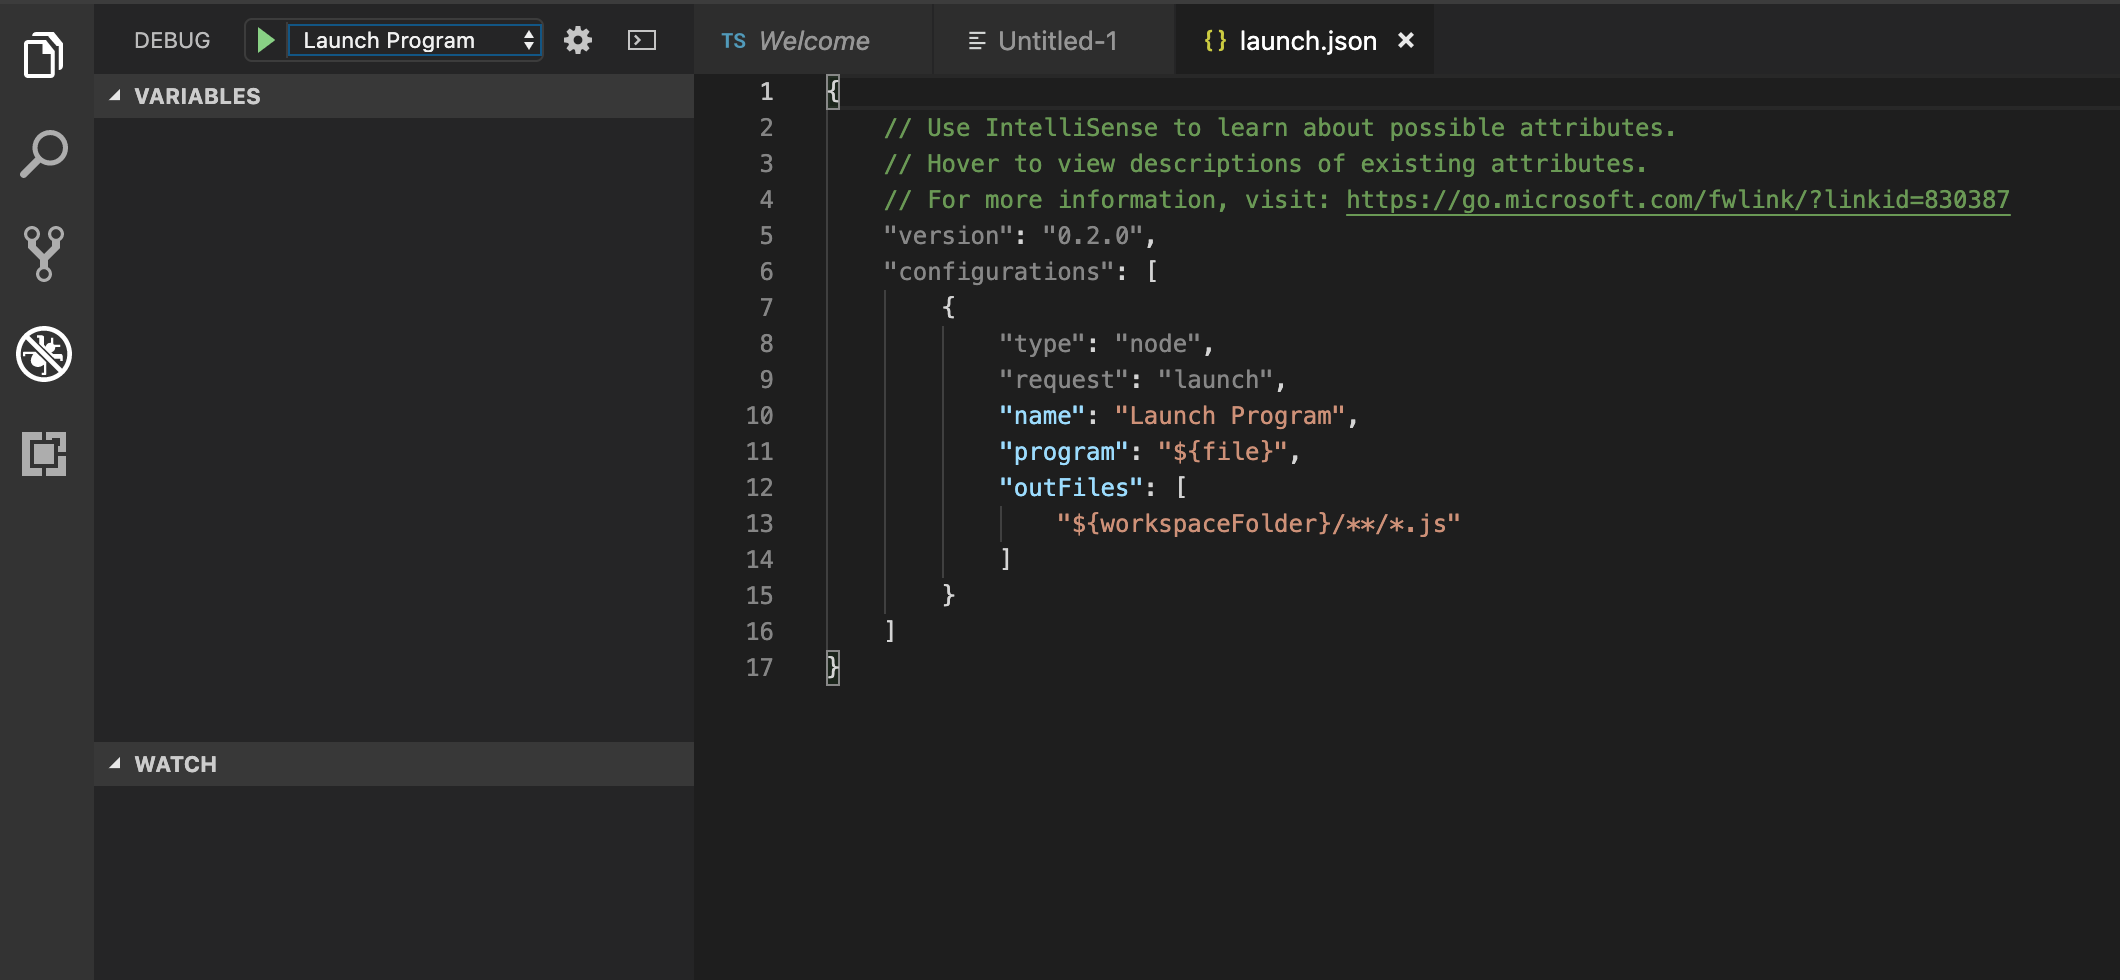 DEBUG Launch Program
TS Welcome Untitled-1 {} launch.json ×
VARIABLES
WATCH
1 {
2 // Use IntelliSense to learn about possible attributes.
3 // Hover to view descriptions of existing attributes.
4 // For more information, visit: https://go.microsoft.com/fwlink/?linkid=830387
5 "version": "0.2.0",
6 "configurations": [
7 {
8 "type": "node",
9 "request": "launch",
10 "name": "Launch Program",
11 "program": "${file}",
12 "outFiles": [
13 "${workspaceFolder}/**/*.js"
14 ]
15 }
16 ]
17 }